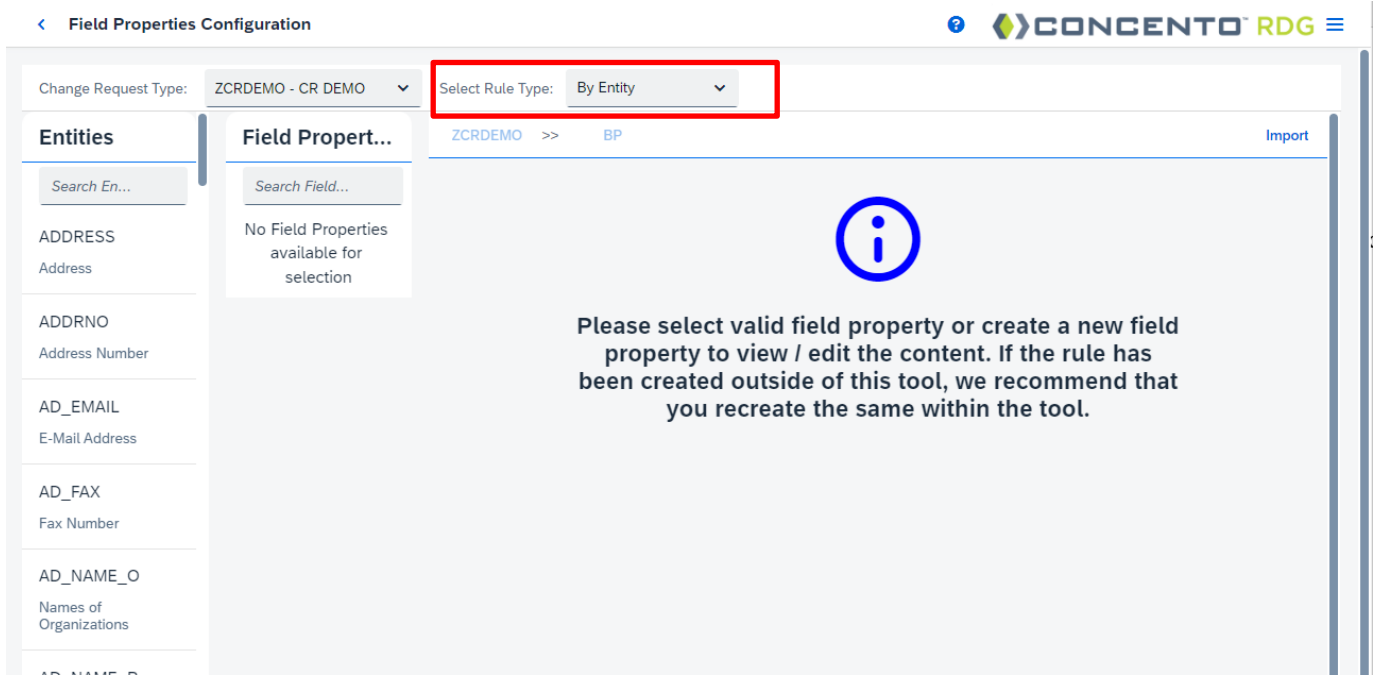 Field Properties Configuration
CONCENTO™ RDG
Change Request Type:
ZCRDEMO - CR DEMO
Select Rule Type:
By Entity
Entities
Search En...
ADDRESS
Address
ADDRNO
Address Number
AD_EMAIL
E-Mail Address
AD_FAX
Fax Number
AD_NAME_O
Names of
Organizations
Field Propert...
Search Field...
No Field Properties
available for
selection
ZCRDEMO >> BP
Import
Please select valid field property or create a new field
property to view / edit the content. If the rule has
been created outside of this tool, we recommend that
you recreate the same within the tool.